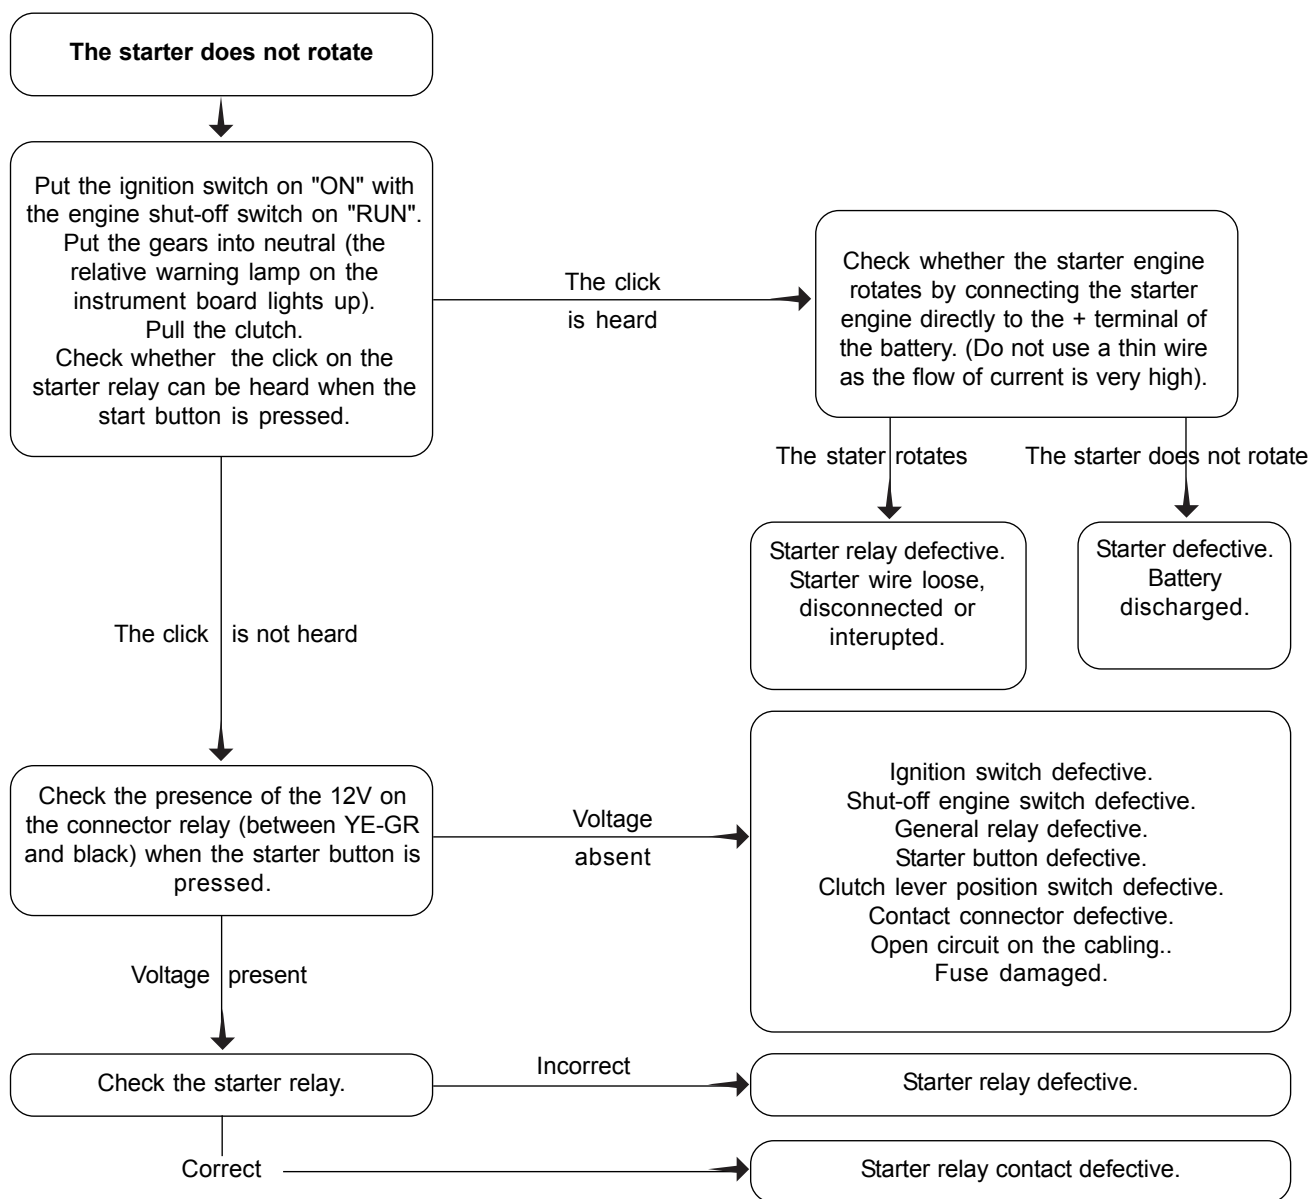 The starter does not rotate
Put the ignition switch on "ON" with
the engine shut-off switch on "RUN".
Put the gears into neutral (the
relative warning lamp on the
instrument board lights up).
Pull the clutch.
Check whether the click on the
starter relay can be heard when the
start button is pressed.
The click
is heard
Check whether the starter engine
rotates by connecting the starter
engine directly to the + terminal of
the battery. (Do not use a thin wire
as the flow of current is very high).
The stater rotates
The starter does not rotate
Starter relay defective.
Starter wire loose,
disconnected or
interupted.
Starter defective.
Battery
discharged.
The click is not heard
Check the presence of the 12V on
the connector relay (between YE-GR
and black) when the starter button is
pressed.
Voltage
absent
Ignition switch defective.
Shut-off engine switch defective.
General relay defective.
Starter button defective.
Clutch lever position switch defective.
Contact connector defective.
Open circuit on the cabling..
Fuse damaged.
Voltage present
Check the starter relay.
Incorrect
Starter relay defective.
Correct
Starter relay contact defective.